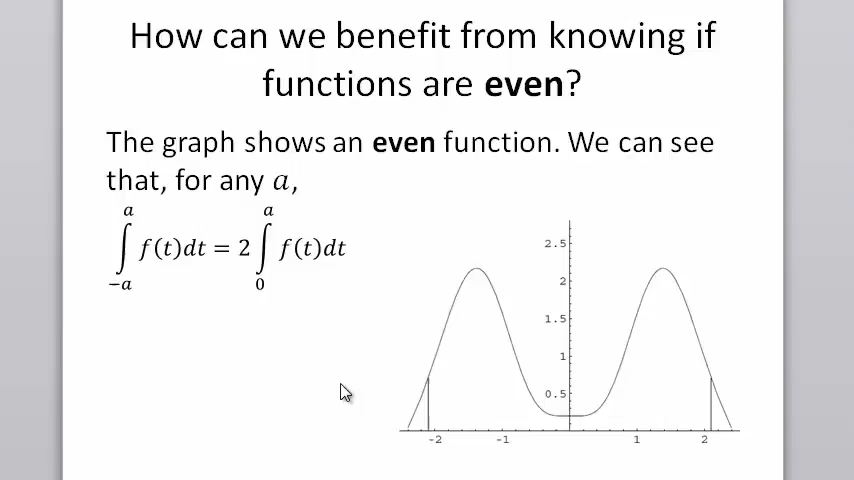 How can we benefit from knowing if
functions are even?
The graph shows an even function. We can see
that, for any a,
a a
∫ f(t)dt = 2 ∫ f(t)dt
−a 0
2.5
2
1.5
1
0.5
-2 -1 1 2